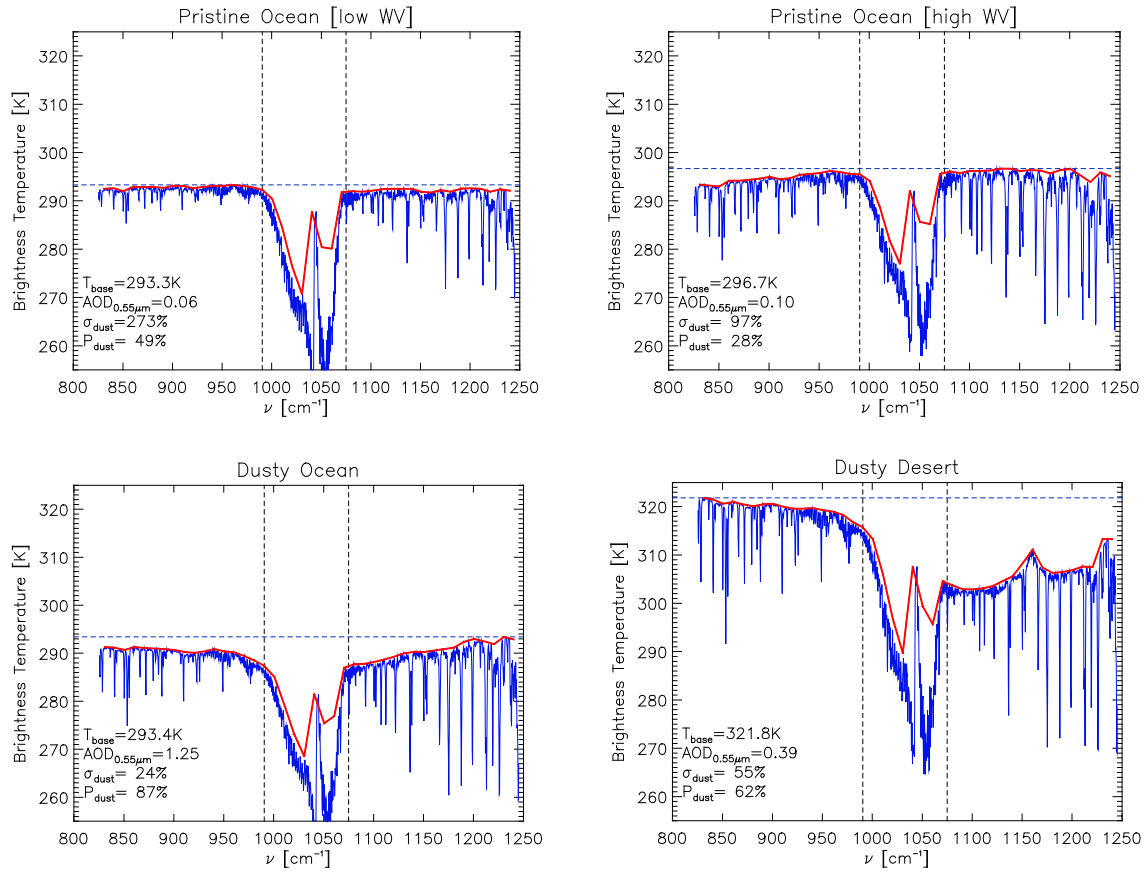 Pristine Ocean [low WV]
Brightness Temperature [K]
320
310
300
290
280
270
260
T_base=293.3K
AOD_0.55μm=0.06
σ_dust=273%
P_dust= 49%
800 850 900 950 1000 1050 1100 1150 1200 1250
ν [cm⁻¹]
Pristine Ocean [high WV]
Brightness Temperature [K]
320
310
300
290
280
270
260
T_base=296.7K
AOD_0.55μm=0.10
σ_dust= 97%
P_dust= 28%
800 850 900 950 1000 1050 1100 1150 1200 1250
ν [cm⁻¹]
Dusty Ocean
Brightness Temperature [K]
320
310
300
290
280
270
260
T_base=293.4K
AOD_0.55μm=1.25
σ_dust= 24%
P_dust= 87%
800 850 900 950 1000 1050 1100 1150 1200 1250
ν [cm⁻¹]
Dusty Desert
Brightness Temperature [K]
320
310
300
290
280
270
260
T_base=321.8K
AOD_0.55μm=0.39
σ_dust= 55%
P_dust= 62%
800 850 900 950 1000 1050 1100 1150 1200 1250
ν [cm⁻¹]